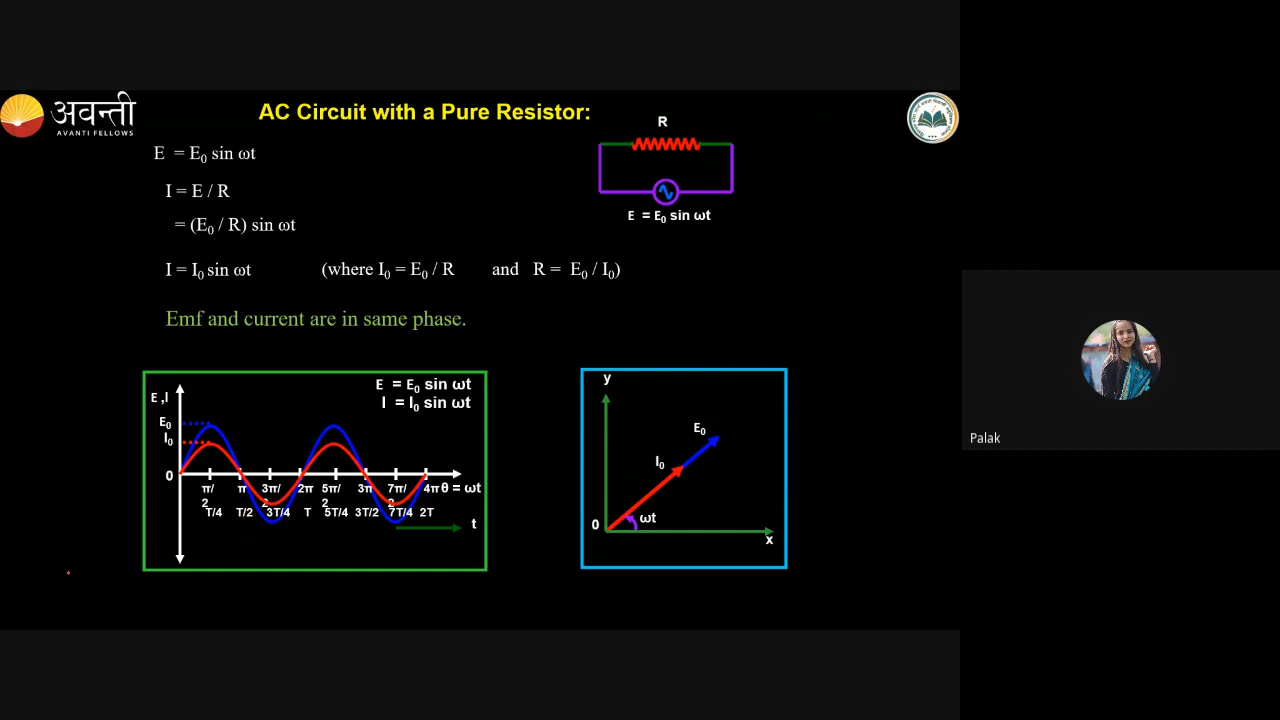 अवन्ती
AVANTI FELLOWS
AC Circuit with a Pure Resistor:
E = E₀ sin ωt
I = E / R
= (E₀ / R) sin ωt
I = I₀ sin ωt (where I₀ = E₀ / R and R = E₀ / I₀)
Emf and current are in same phase.
R
E = E₀ sin ωt
E = E₀ sin ωt
I = I₀ sin ωt
E ,I
E₀
I₀
0
π/2 π 3π/2 2π 5π/2 3π 7π/2 4π θ = ωt
T/4 T/2 3T/4 T 5T/4 3T/2 7T/4 2T
t
y
E₀
I₀
ωt
0
x
Palak